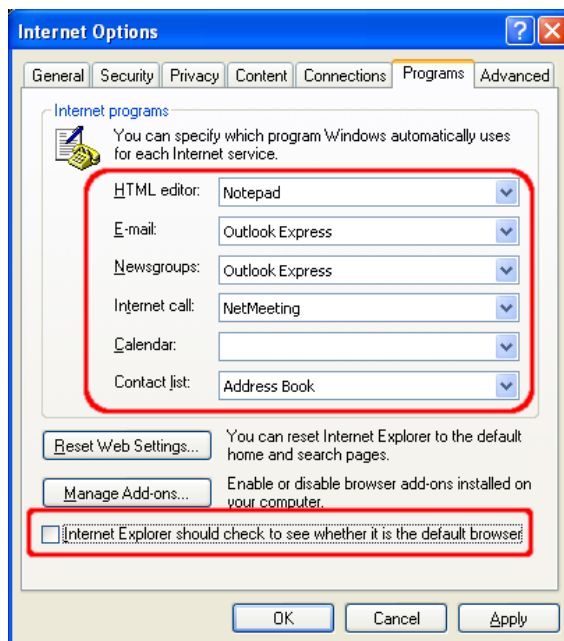 Internet Options
General Security Privacy Content Connections Programs Advanced
Internet programs
You can specify which program Windows automatically uses
for each Internet service.
HTML editor: Notepad
E-mail: Outlook Express
Newsgroups: Outlook Express
Internet call: NetMeeting
Calendar:
Contact list: Address Book
Reset Web Settings... You can reset Internet Explorer to the default
home and search pages.
Manage Add-ons... Enable or disable browser add-ons installed on
your computer.
Internet Explorer should check to see whether it is the default browser
OK Cancel Apply